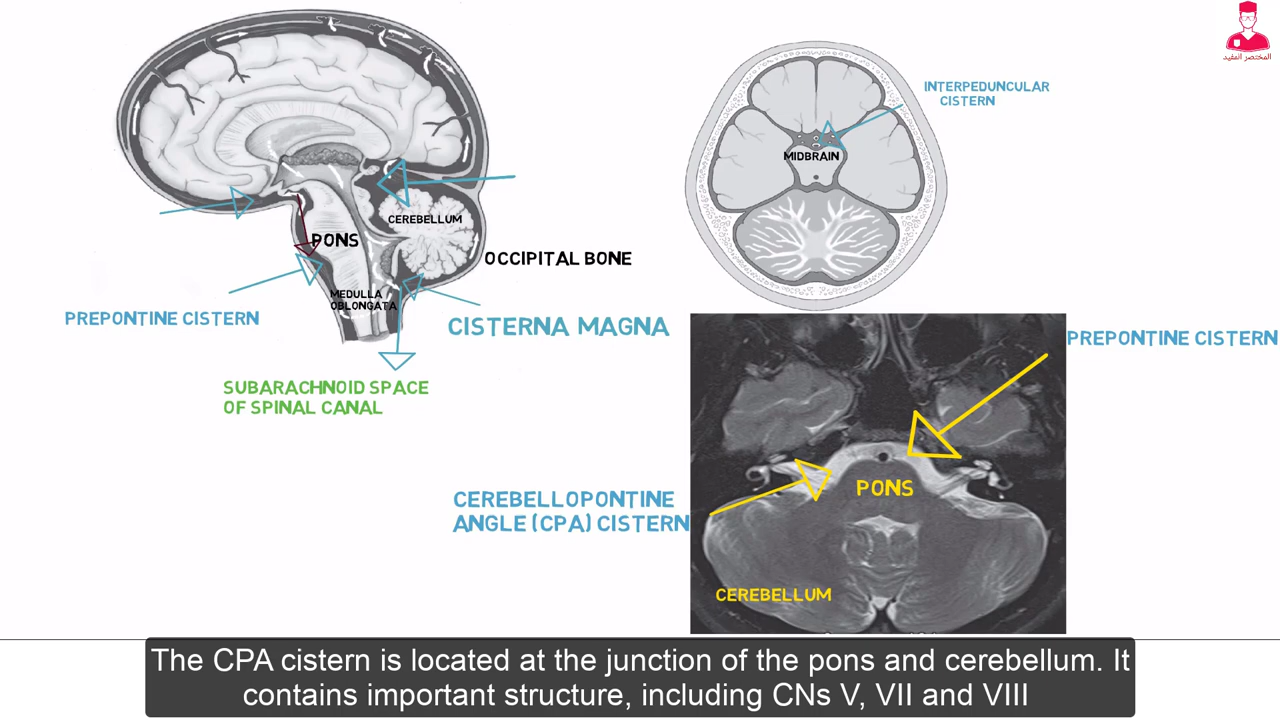 المختصر المفيد
INTERPEDUNCULAR
CISTERN
MIDBRAIN
CEREBELLUM
PONS
OCCIPITAL BONE
MEDULLA
OBLONGATA
PREPONTINE CISTERN
CISTERNA MAGNA
SUBARACHNOID SPACE
OF SPINAL CANAL
PREPONTINE CISTERN
CEREBELLOPONTINE
ANGLE (CPA) CISTERN
PONS
CEREBELLUM
The CPA cistern is located at the junction of the pons and cerebellum. It
contains important structure, including CNs V, VII and VIII